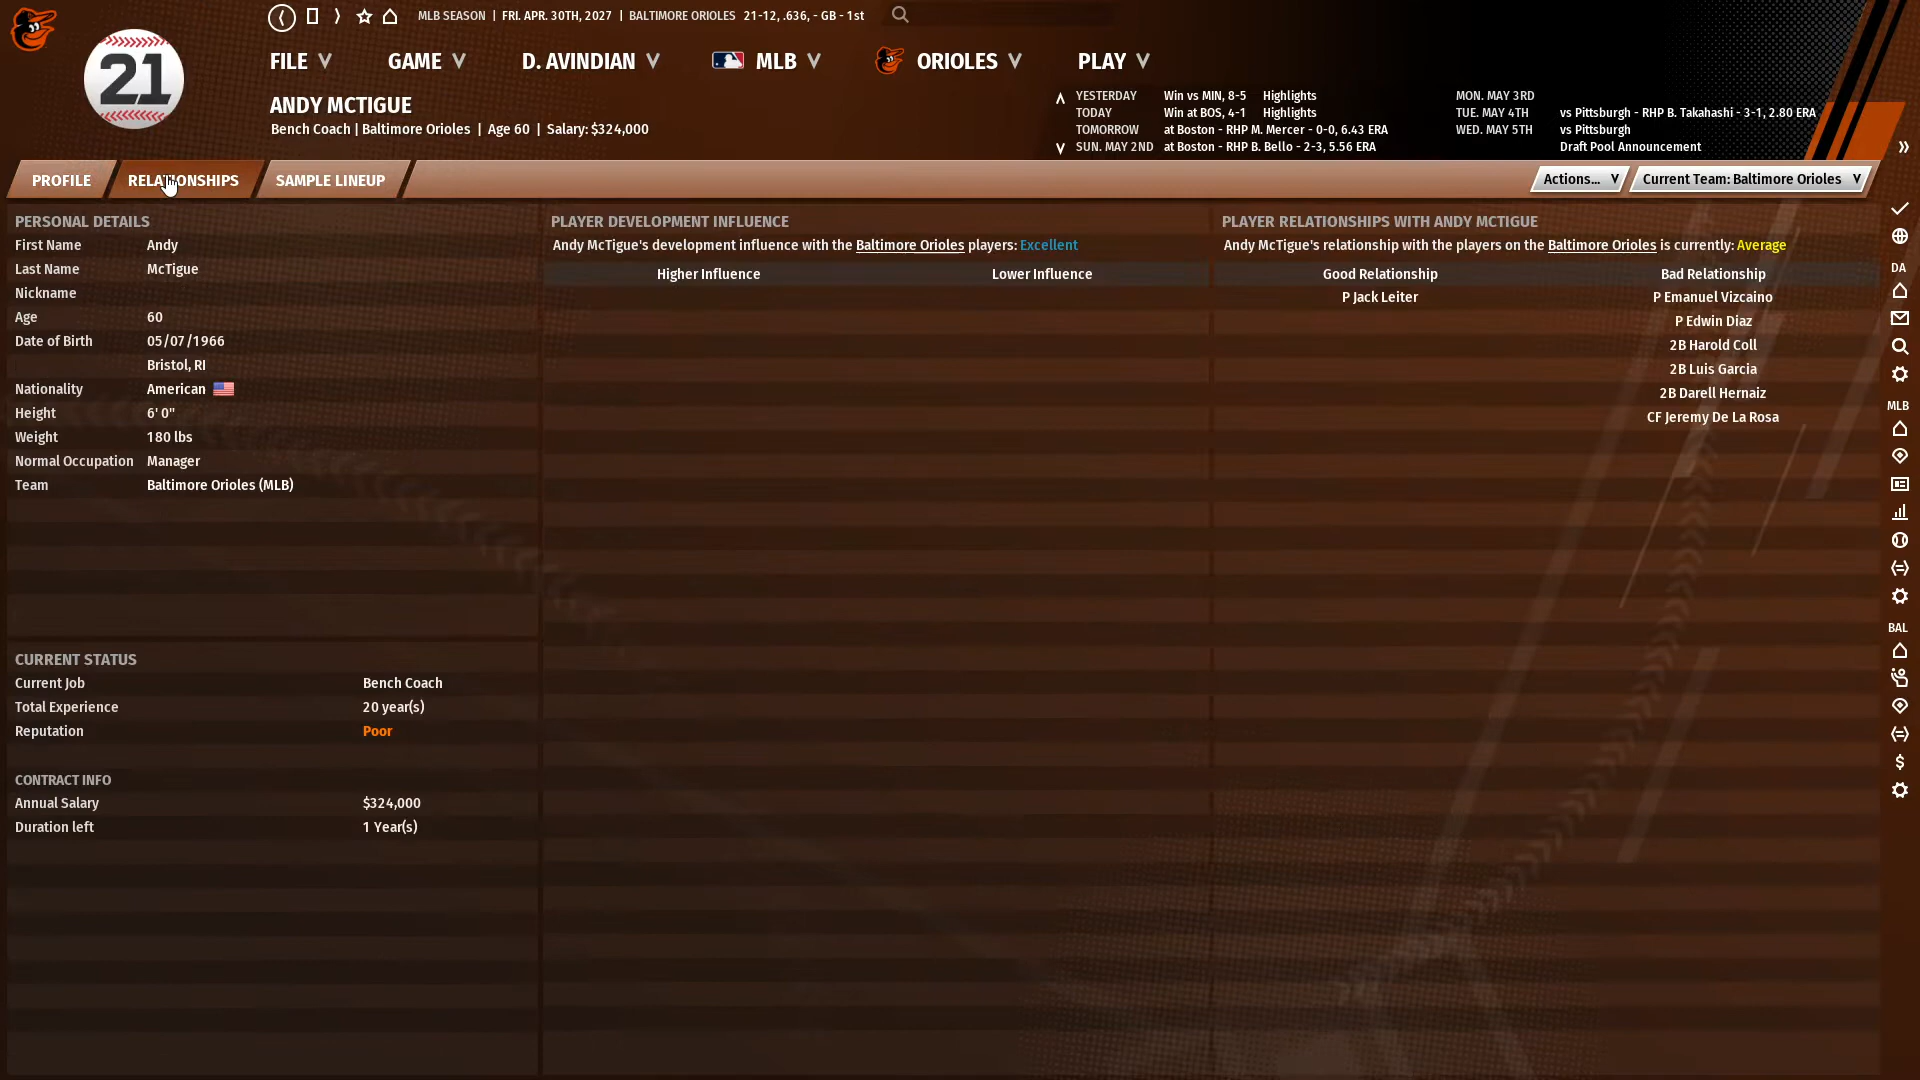 MLB SEASON | FRI. APR. 30TH, 2027 | BALTIMORE ORIOLES 21-12, .636, - GB - 1st
21
FILE GAME D. AVINDIAN MLB ORIOLES PLAY
ANDY MCTIGUE
Bench Coach | Baltimore Orioles | Age 60 | Salary: $324,000
YESTERDAY Win vs MIN, 8-5 Highlights MON. MAY 3RD
TODAY Win at BOS, 4-1 Highlights TUE. MAY 4TH vs Pittsburgh - RHP B. Takahashi - 3-1, 2.80 ERA
TOMORROW at Boston - RHP M. Mercer - 0-0, 6.43 ERA WED. MAY 5TH vs Pittsburgh
SUN. MAY 2ND at Boston - RHP B. Bello - 2-3, 5.56 ERA Draft Pool Announcement
PROFILE RELATIONSHIPS SAMPLE LINEUP Actions... Current Team: Baltimore Orioles
PERSONAL DETAILS
First Name Andy
Last Name McTigue
Nickname
Age 60
Date of Birth 05/07/1966
Bristol, RI
Nationality American
Height 6' 0"
Weight 180 lbs
Normal Occupation Manager
Team Baltimore Orioles (MLB)
CURRENT STATUS
Current Job Bench Coach
Total Experience 20 year(s)
Reputation Poor
CONTRACT INFO
Annual Salary $324,000
Duration left 1 Year(s)
PLAYER DEVELOPMENT INFLUENCE
Andy McTigue's development influence with the Baltimore Orioles players: Excellent
Higher Influence Lower Influence
PLAYER RELATIONSHIPS WITH ANDY MCTIGUE
Andy McTigue's relationship with the players on the Baltimore Orioles is currently: Average
Good Relationship Bad Relationship
P Jack Leiter P Emanuel Vizcaino
P Edwin Diaz
2B Harold Coll
2B Luis Garcia
2B Darell Hernaiz
CF Jeremy De La Rosa
DA
MLB
BAL